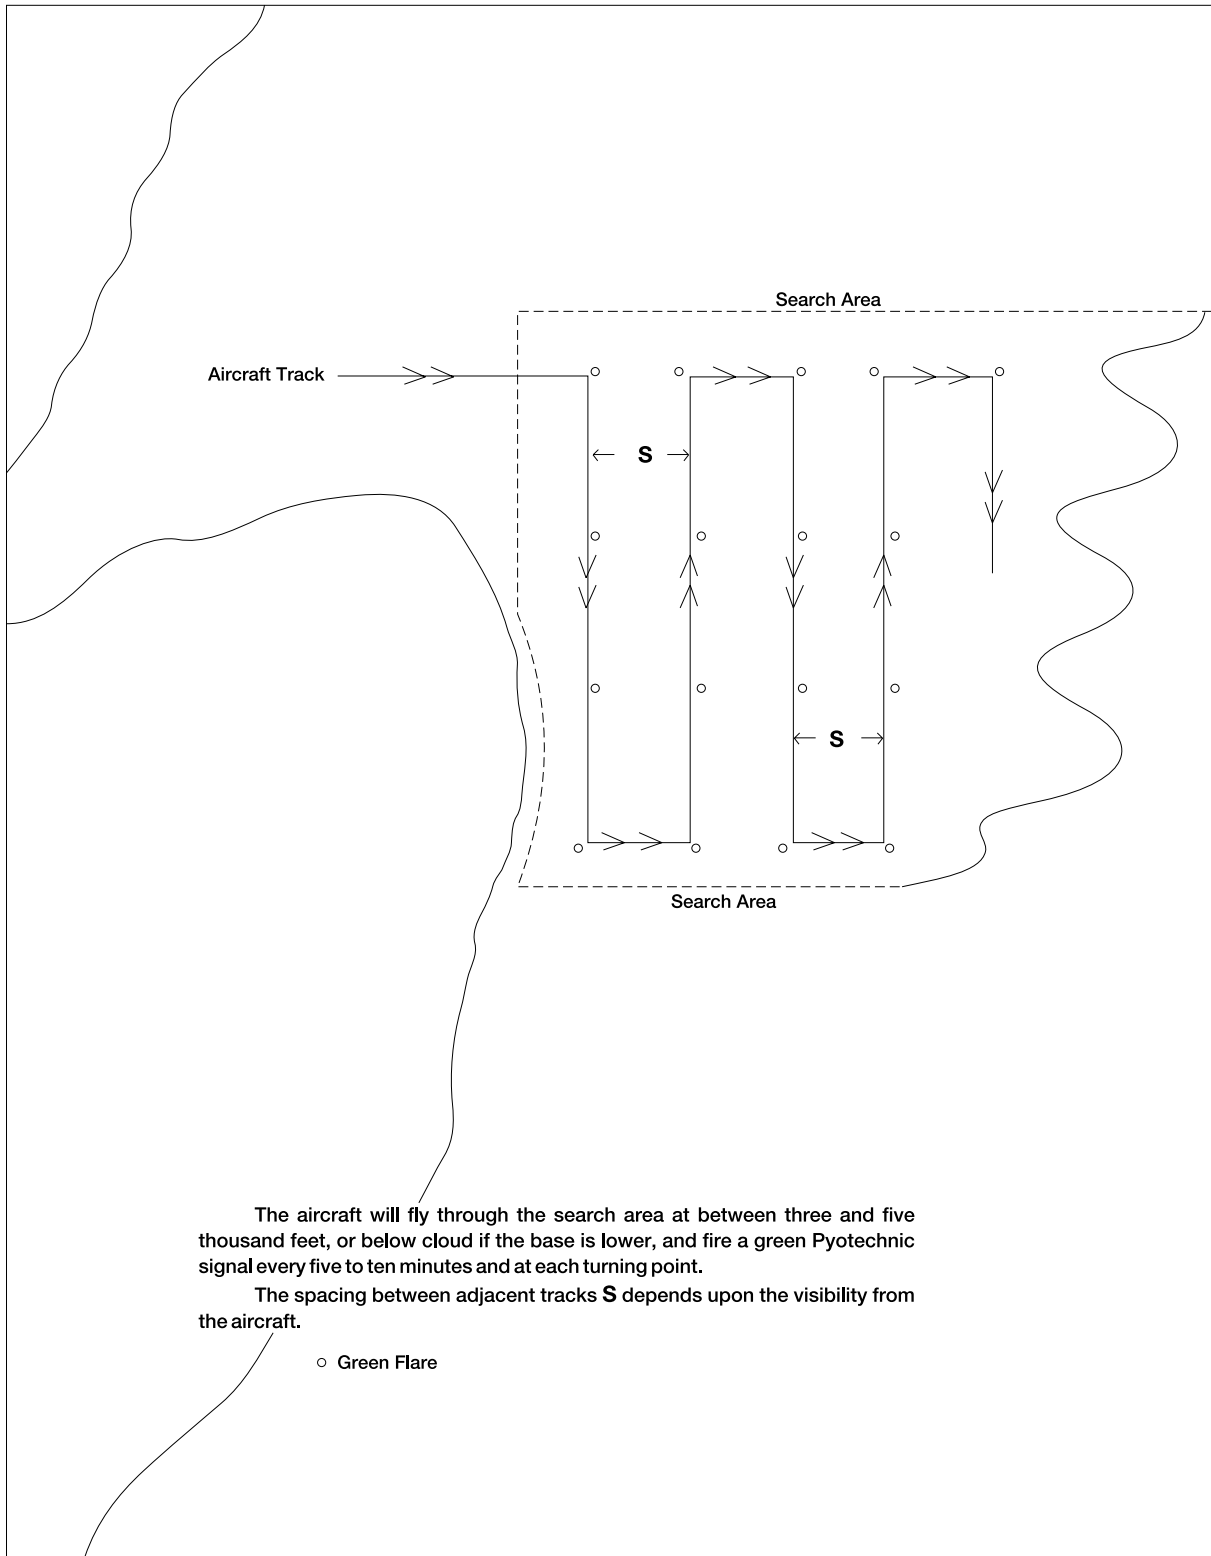 Search Area
Aircraft Track
S
S
Search Area
The aircraft will fly through the search area at between three and five
thousand feet, or below cloud if the base is lower, and fire a green Pyotechnic
signal every five to ten minutes and at each turning point.
The spacing between adjacent tracks S depends upon the visibility from
the aircraft.
Green Flare